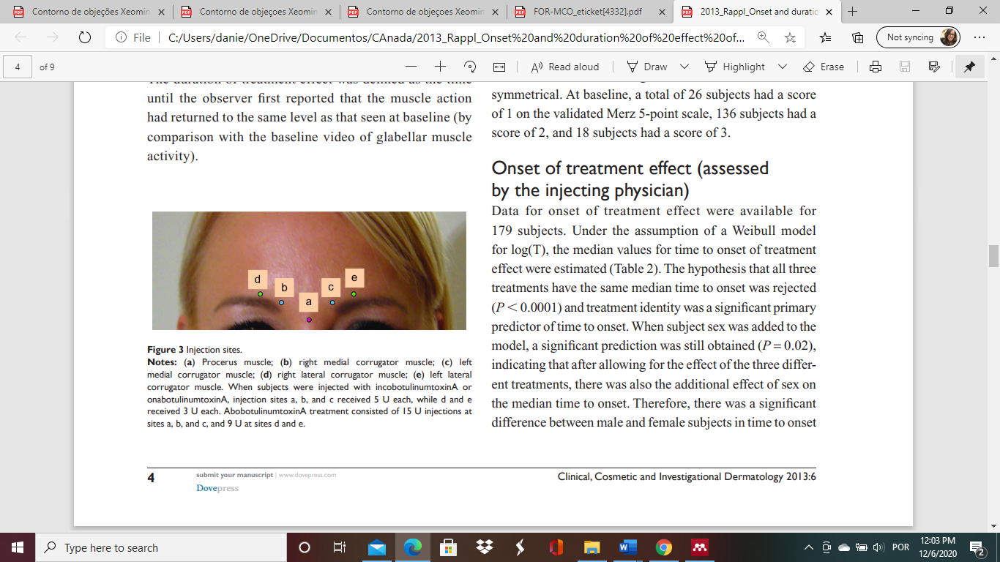 Contorno de objeções Xeomin
Contorno de objeçoes Xeomin
Contorno de objeçoes Xeomin
FOR-MCO_eticket[4332].pdf
2013_Rappl_Onset and duratio
File
C:/Users/danie/OneDrive/Documentos/CAnada/2013_Rappl_Onset%20and%20duration%20of%20effect%20of...
Not syncing
4 of 9
Read aloud
Draw
Highlight
Erase
The duration of treatment effect was defined as the time
until the observer first reported that the muscle action
had returned to the same level as that seen at baseline (by
comparison with the baseline video of glabellar muscle
activity).
d
b
a
c
e
Figure 3 Injection sites.
Notes: (a) Procerus muscle; (b) right medial corrugator muscle; (c) left
medial corrugator muscle; (d) right lateral corrugator muscle; (e) left lateral
corrugator muscle. When subjects were injected with incobotulinumtoxinA or
onabotulinumtoxinA, injection sites a, b, and c received 5 U each, while d and e
received 3 U each. AbobotulinumtoxinA treatment consisted of 15 U injections at
sites a, b, and c, and 9 U at sites d and e.
symmetrical. At baseline, a total of 26 subjects had a score
of 1 on the validated Merz 5-point scale, 136 subjects had a
score of 2, and 18 subjects had a score of 3.
Onset of treatment effect (assessed
by the injecting physician)
Data for onset of treatment effect were available for
179 subjects. Under the assumption of a Weibull model
for log(T), the median values for time to onset of treatment
effect were estimated (Table 2). The hypothesis that all three
treatments have the same median time to onset was rejected
(P < 0.0001) and treatment identity was a significant primary
predictor of time to onset. When subject sex was added to the
model, a significant prediction was still obtained (P = 0.02),
indicating that after allowing for the effect of the three differ-
ent treatments, there was also the additional effect of sex on
the median time to onset. Therefore, there was a significant
difference between male and female subjects in time to onset
4
submit your manuscript | www.dovepress.com
Dovepress
Clinical, Cosmetic and Investigational Dermatology 2013:6
Type here to search
POR
12:03 PM
12/6/2020
2